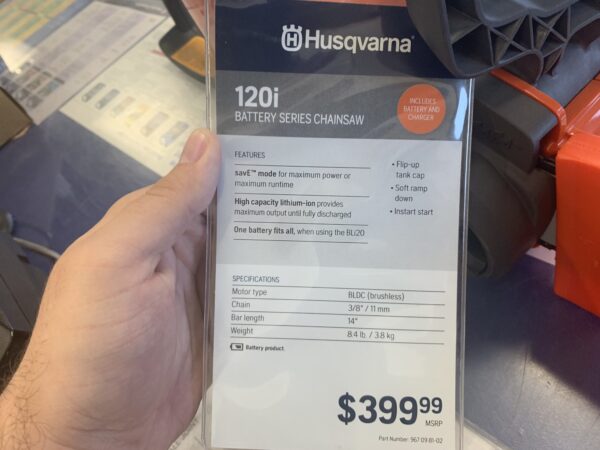 Husqvarna
120i
BATTERY SERIES CHAINSAW
INCLUDES
BATTERY AND
CHARGER
FEATURES
savE™ mode for maximum power or
maximum runtime
High capacity lithium-ion provides
maximum output until fully discharged
One battery fits all, when using the BLi20
• Flip-up
tank cap
• Soft ramp
down
• Instant start
SPECIFICATIONS
Motor type BLDC (brushless)
Chain 3/8" / 11 mm
Bar length 14"
Weight 8.4 lb. / 3.8 kg
Battery product.
$399.99
MSRP
Part Number: 967 09 81-02